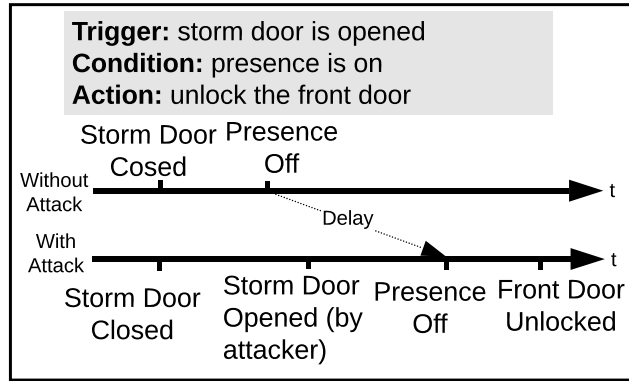 Trigger: storm door is opened
Condition: presence is on
Action: unlock the front door
Storm Door Presence
Cosed Off
Without
Attack
t
Delay
With
Attack
t
Storm Door
Closed
Storm Door
Opened (by
attacker)
Presence
Off
Front Door
Unlocked